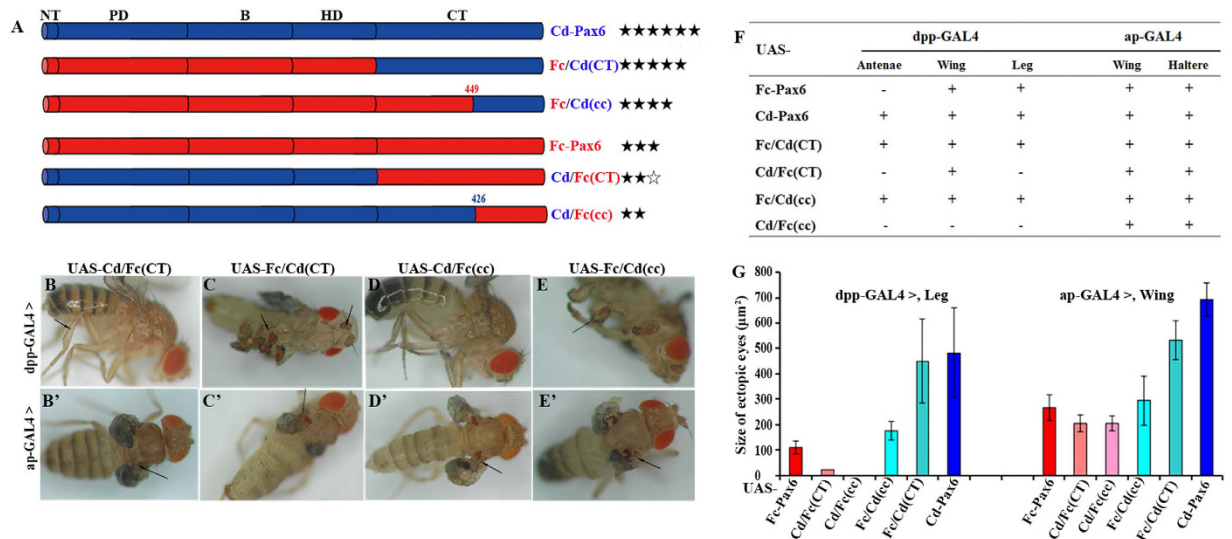 A
NT PD B HD CT
Cd-Pax6 ★★★★★★
Fc/Cd(CT) ★★★★★
449
Fc/Cd(cc) ★★★★
Fc-Pax6 ★★★
Cd/Fc(CT) ★★☆
426
Cd/Fc(cc) ★★
UAS-Cd/Fc(CT) UAS-Fc/Cd(CT) UAS-Cd/Fc(cc) UAS-Fc/Cd(cc)
dpp-GAL4 >
B C D E
ap-GAL4 >
B' C' D' E'
F
UAS- dpp-GAL4 ap-GAL4
Antenae Wing Leg Wing Haltere
Fc-Pax6 - + + + +
Cd-Pax6 + + + + +
Fc/Cd(CT) + + + + +
Cd/Fc(CT) - + - + +
Fc/Cd(cc) + + + + +
Cd/Fc(cc) - - - + +
G
Size of ectopic eyes (µm²)
800
700
600
500
400
300
200
100
0
dpp-GAL4 >, Leg ap-GAL4 >, Wing
UAS-
Fc-Pax6 Cd/Fc(CT) Cd/Fc(cc) Fc/Cd(cc) Fc/Cd(CT) Cd-Pax6 Fc-Pax6 Cd/Fc(CT) Cd/Fc(cc) Fc/Cd(cc) Fc/Cd(CT) Cd-Pax6